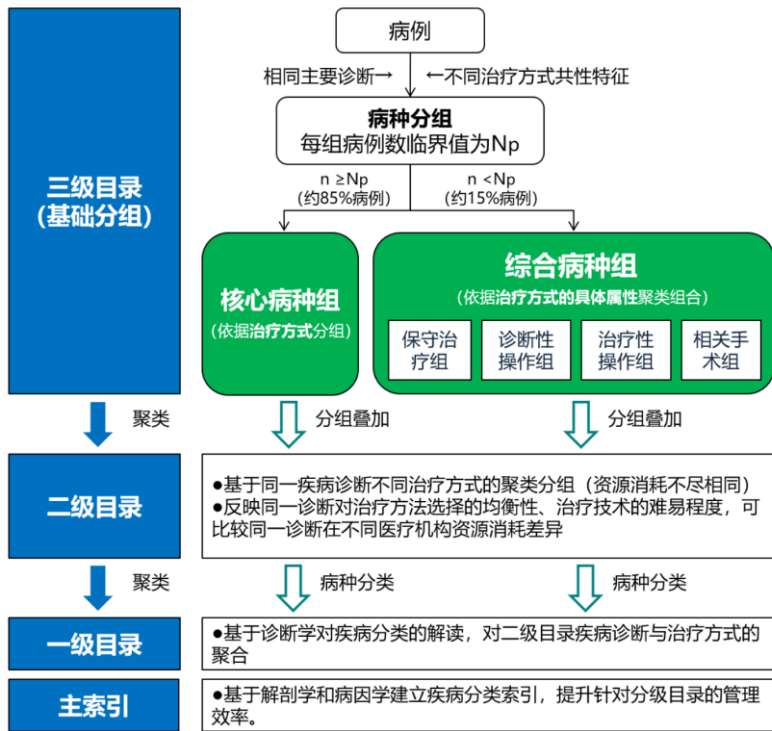 病例
相同主要诊断→ ←不同治疗方式共性特征
病种分组
每组病例数临界值为Np
三级目录
(基础分组)
n ≥Np
(约85%病例)
n <Np
(约15%病例)
核心病种组
(依据治疗方式分组)
综合病种组
(依据治疗方式的具体属性聚类组合)
保守治
疗组
诊断性
操作组
治疗性
操作组
相关手
术组
聚类
分组叠加
分组叠加
二级目录
●基于同一疾病诊断不同治疗方式的聚类分组（资源消耗不尽相同）
●反映同一诊断对治疗方法选择的均衡性、治疗技术的难易程度，可
比较同一诊断在不同医疗机构资源消耗差异
聚类
病种分类
病种分类
一级目录
●基于诊断学对疾病分类的解读，对二级目录疾病诊断与治疗方式的
聚合
主索引
●基于解剖学和病因学建立疾病分类索引，提升针对分级目录的管理
效率。